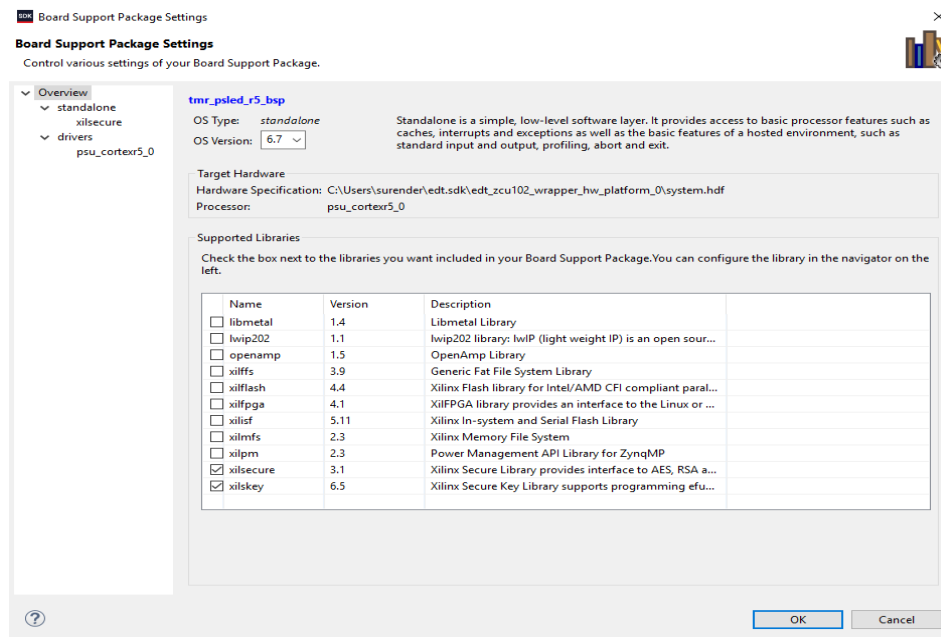 SDK Board Support Package Settings
Board Support Package Settings
Control various settings of your Board Support Package.
Overview
standalone
xilsecure
drivers
psu_cortexr5_0
tmr_psled_r5_bsp
OS Type: standalone
OS Version: 6.7
Standalone is a simple, low-level software layer. It provides access to basic processor features such as
caches, interrupts and exceptions as well as the basic features of a hosted environment, such as
standard input and output, profiling, abort and exit.
Target Hardware
Hardware Specification: C:\Users\surender\edt.sdk\edt_zcu102_wrapper_hw_platform_0\system.hdf
Processor: psu_cortexr5_0
Supported Libraries
Check the box next to the libraries you want included in your Board Support Package.You can configure the library in the navigator on the
left.
Name Version Description
libmetal 1.4 Libmetal Library
lwip202 1.1 lwip202 library: lwIP (light weight IP) is an open sour...
openamp 1.5 OpenAmp Library
xilffs 3.9 Generic Fat File System Library
xilflash 4.4 Xilinx Flash library for Intel/AMD CFI compliant paral...
xilfpga 4.1 XilFPGA library provides an interface to the Linux or ...
xilisf 5.11 Xilinx In-system and Serial Flash Library
xilmfs 2.3 Xilinx Memory File System
xilpm 2.3 Power Management API Library for ZynqMP
xilsecure 3.1 Xilinx Secure Library provides interface to AES, RSA a...
xilskey 6.5 Xilinx Secure Key Library supports programming efu...
? OK Cancel